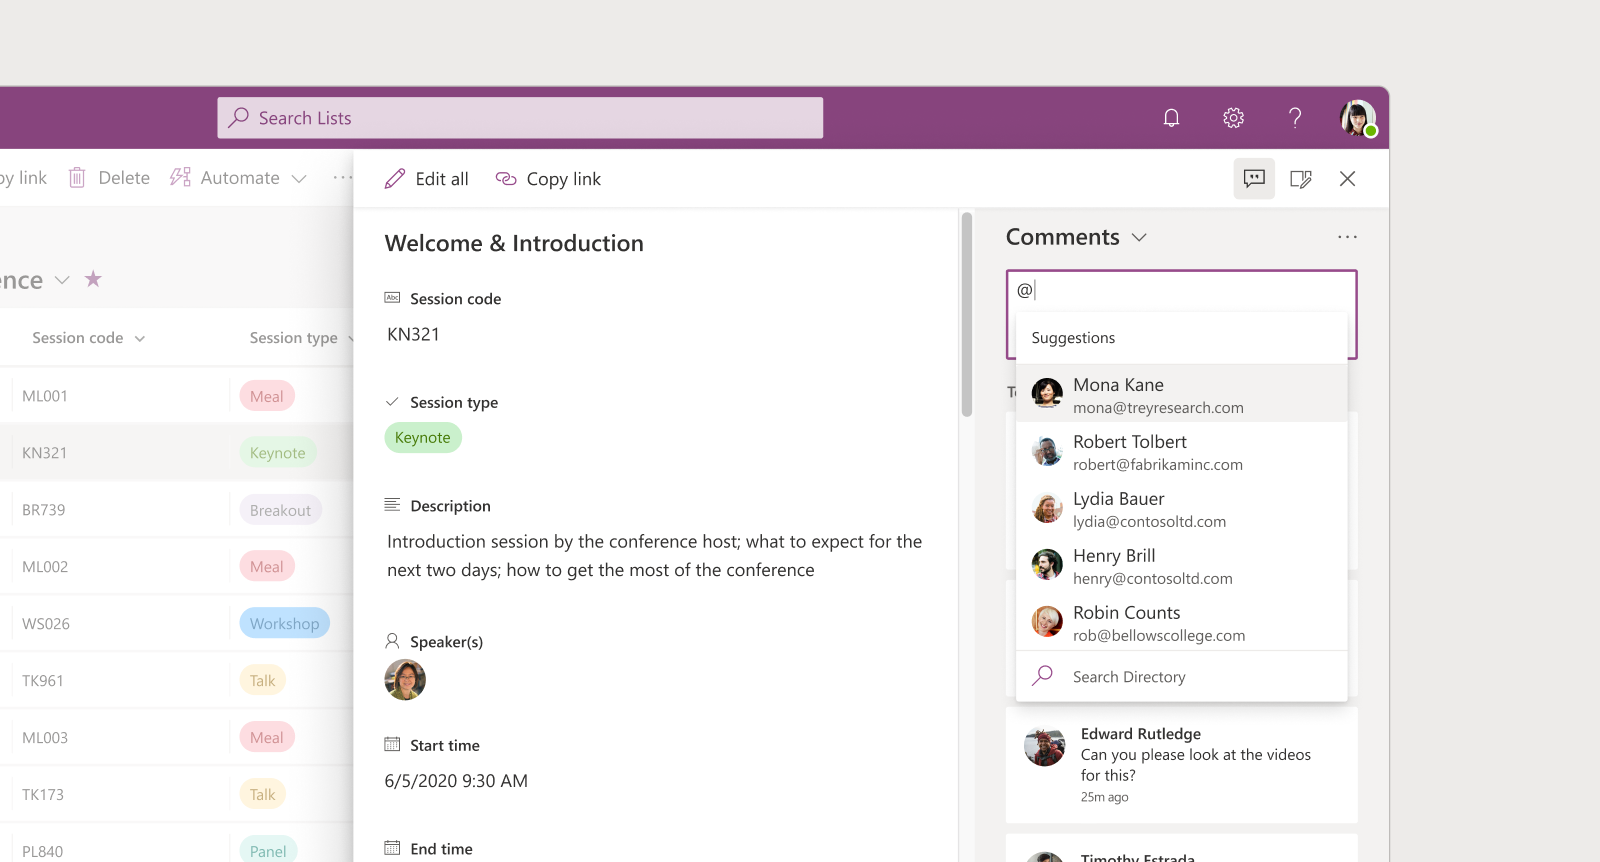 Search Lists
py link
Delete
Automate
Edit all
Copy link
ence
Session code
Session type
ML001
Meal
KN321
Keynote
BR739
Breakout
ML002
Meal
WS026
Workshop
TK961
Talk
ML003
Meal
TK173
Talk
PL840
Panel
Welcome & Introduction
Abc
Session code
KN321
Session type
Keynote
Description
Introduction session by the conference host; what to expect for the
next two days; how to get the most of the conference
Speaker(s)
Start time
6/5/2020 9:30 AM
End time
Comments
@
Suggestions
Mona Kane
mona@treyresearch.com
Robert Tolbert
robert@fabrikaminc.com
Lydia Bauer
lydia@contosoltd.com
Henry Brill
henry@contosoltd.com
Robin Counts
rob@bellowscollege.com
Search Directory
Edward Rutledge
Can you please look at the videos
for this?
25m ago
Timothy Estrada